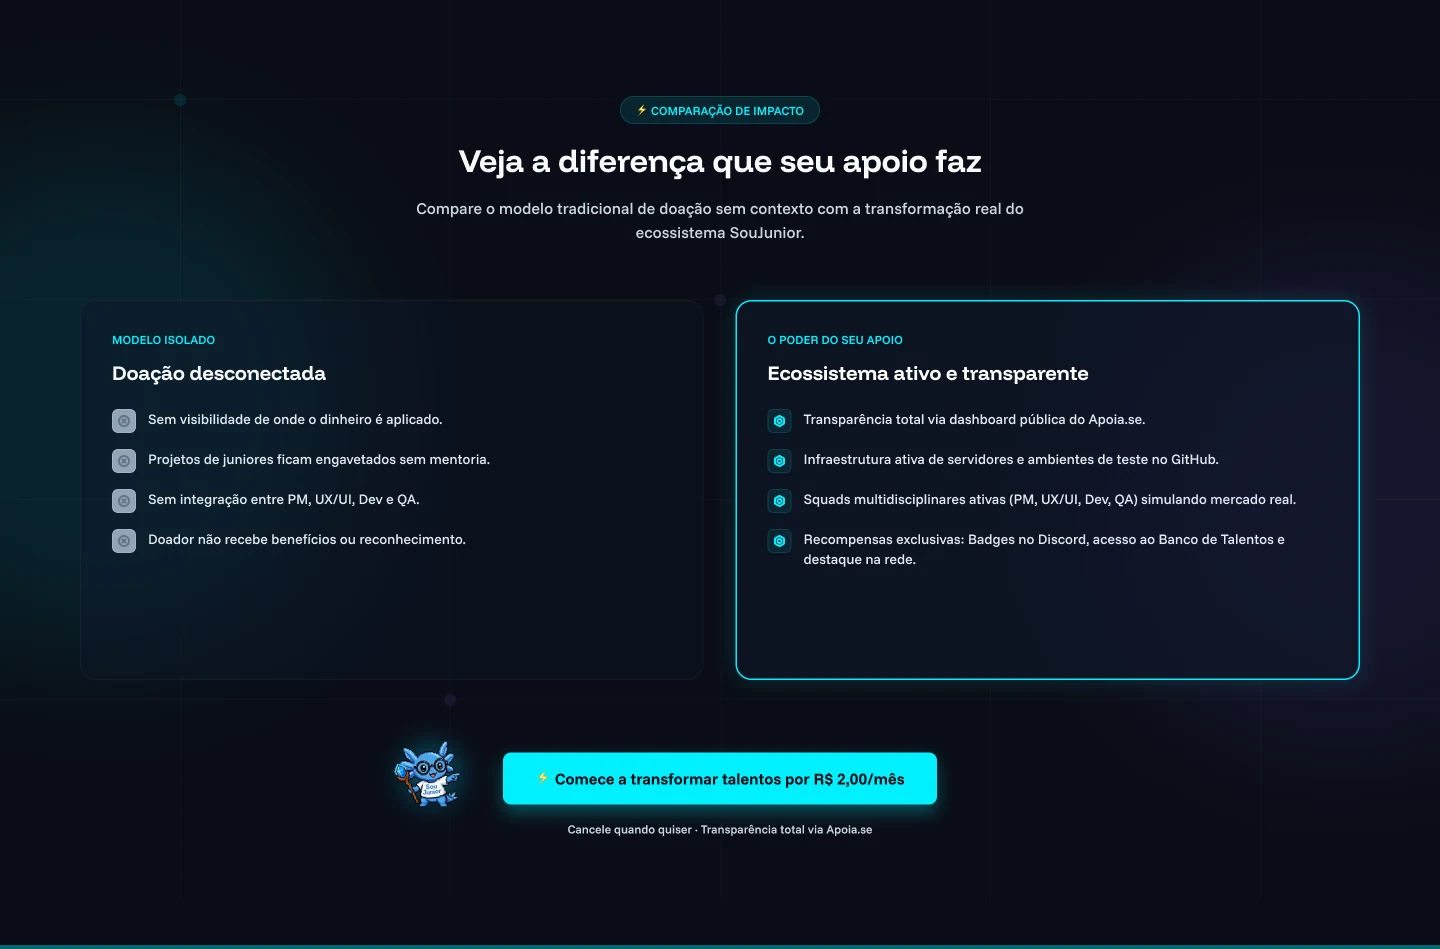 ⚡ COMPARAÇÃO DE IMPACTO
Veja a diferença que seu apoio faz
Compare o modelo tradicional de doação sem contexto com a transformação real do
ecossistema SouJunior.
MODELO ISOLADO
Doação desconectada
Sem visibilidade de onde o dinheiro é aplicado.
Projetos de juniores ficam engavetados sem mentoria.
Sem integração entre PM, UX/UI, Dev e QA.
Doador não recebe benefícios ou reconhecimento.
O PODER DO SEU APOIO
Ecossistema ativo e transparente
Transparência total via dashboard pública do Apoia.se.
Infraestrutura ativa de servidores e ambientes de teste no GitHub.
Squads multidisciplinares ativas (PM, UX/UI, Dev, QA) simulando mercado real.
Recompensas exclusivas: Badges no Discord, acesso ao Banco de Talentos e
destaque na rede.
Sou
Junior
⚡ Comece a transformar talentos por R$ 2,00/mês
Cancele quando quiser · Transparência total via Apoia.se